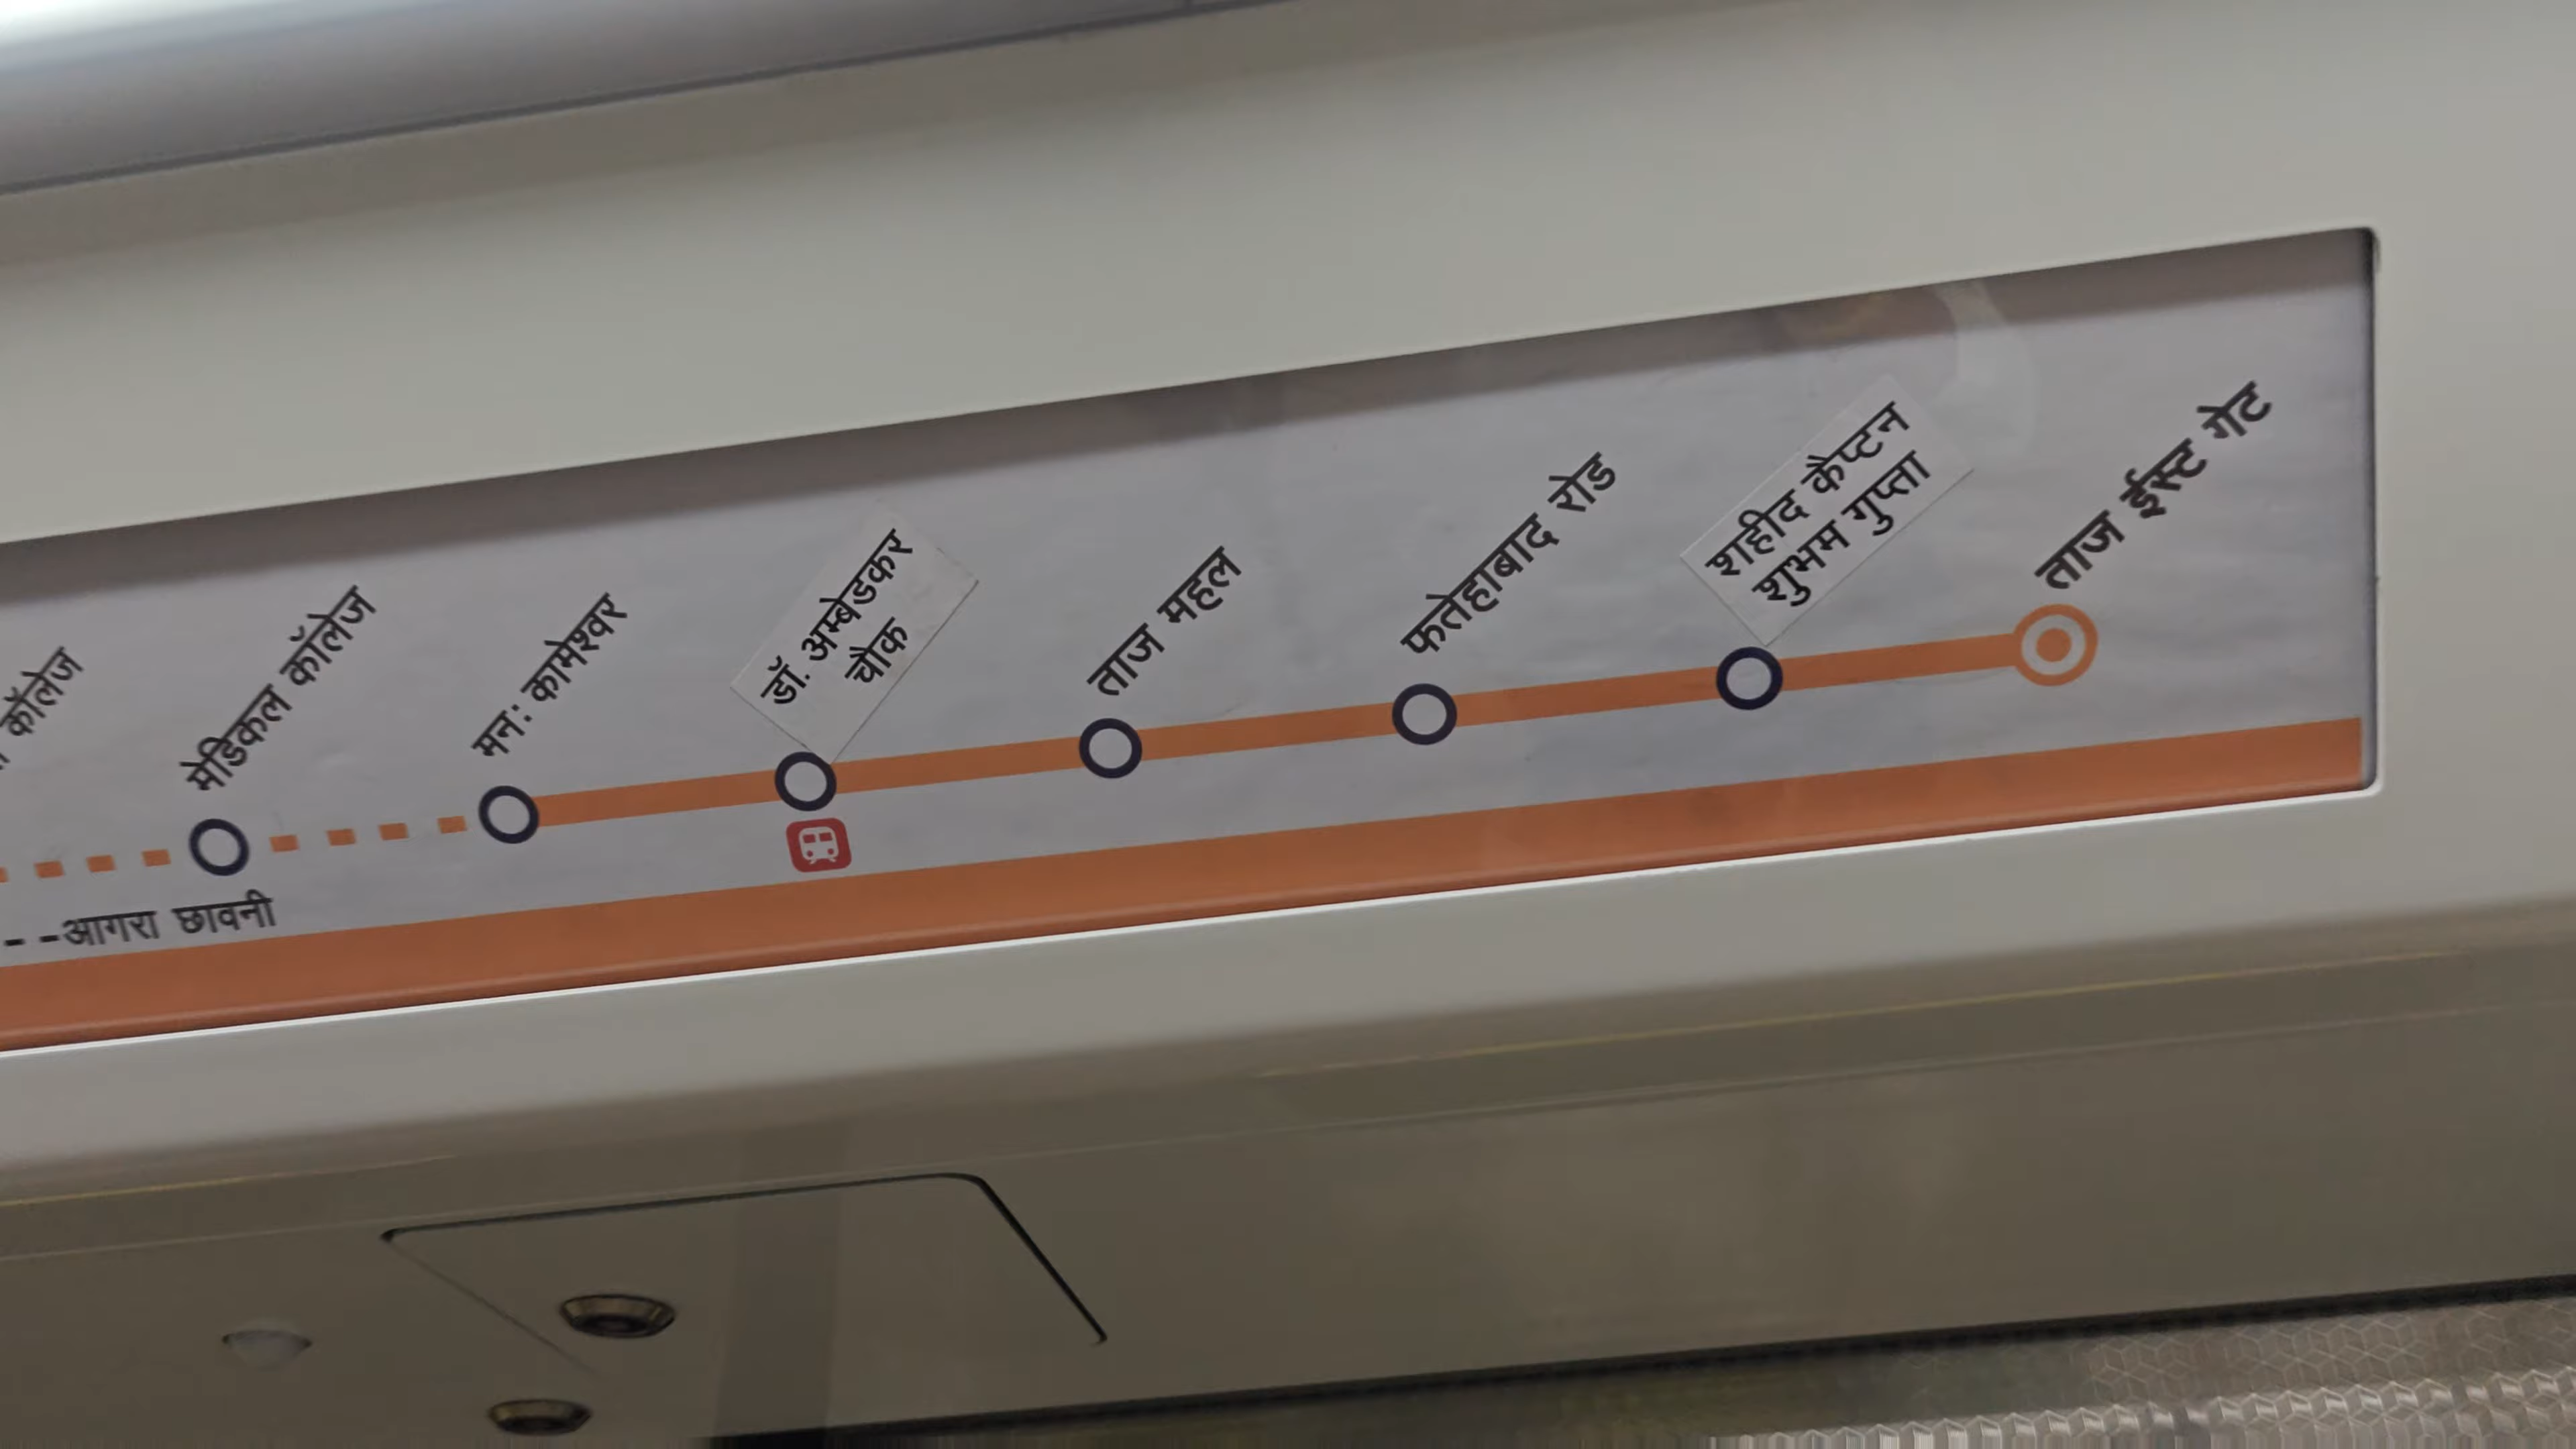 कॉलेज
मेडिकल कॉलेज
मन: कामेश्वर
डॉ. अम्बेडकर
चौक
ताज महल
फतेहाबाद रोड
शहीद कैप्टन
शुभम गुप्ता
ताज ईस्ट गेट
--आगरा छावनी